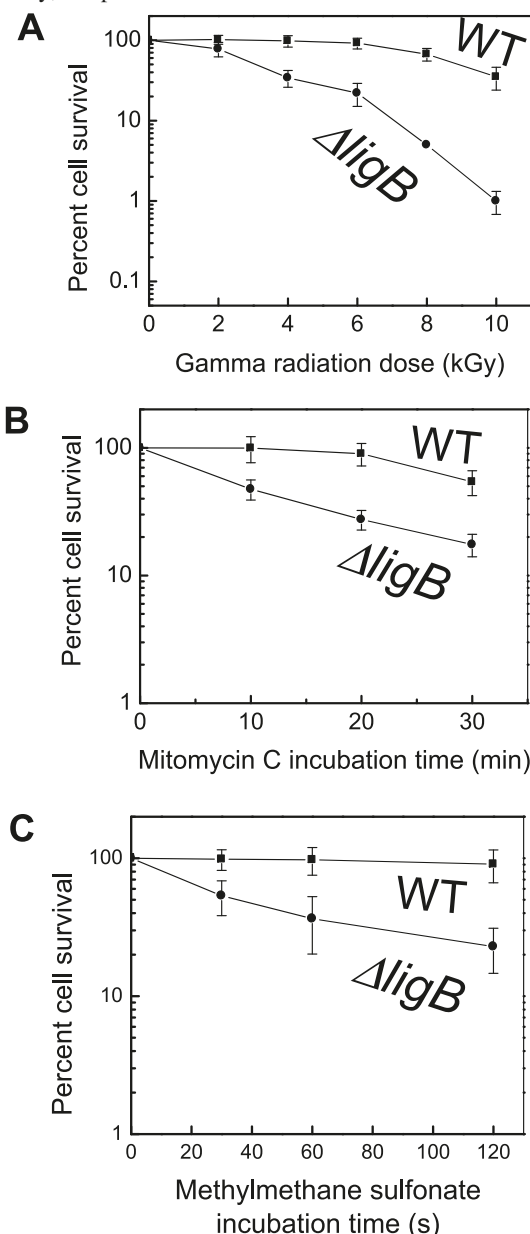 A
Percent cell survival
100
10
1
0.1
WT
ΔligB
0 2 4 6 8 10
Gamma radiation dose (kGy)
B
Percent cell survival
100
10
1
WT
ΔligB
0 10 20 30
Mitomycin C incubation time (min)
C
Percent cell survival
100
10
1
WT
ΔligB
0 20 40 60 80 100 120
Methylmethane sulfonate
incubation time (s)